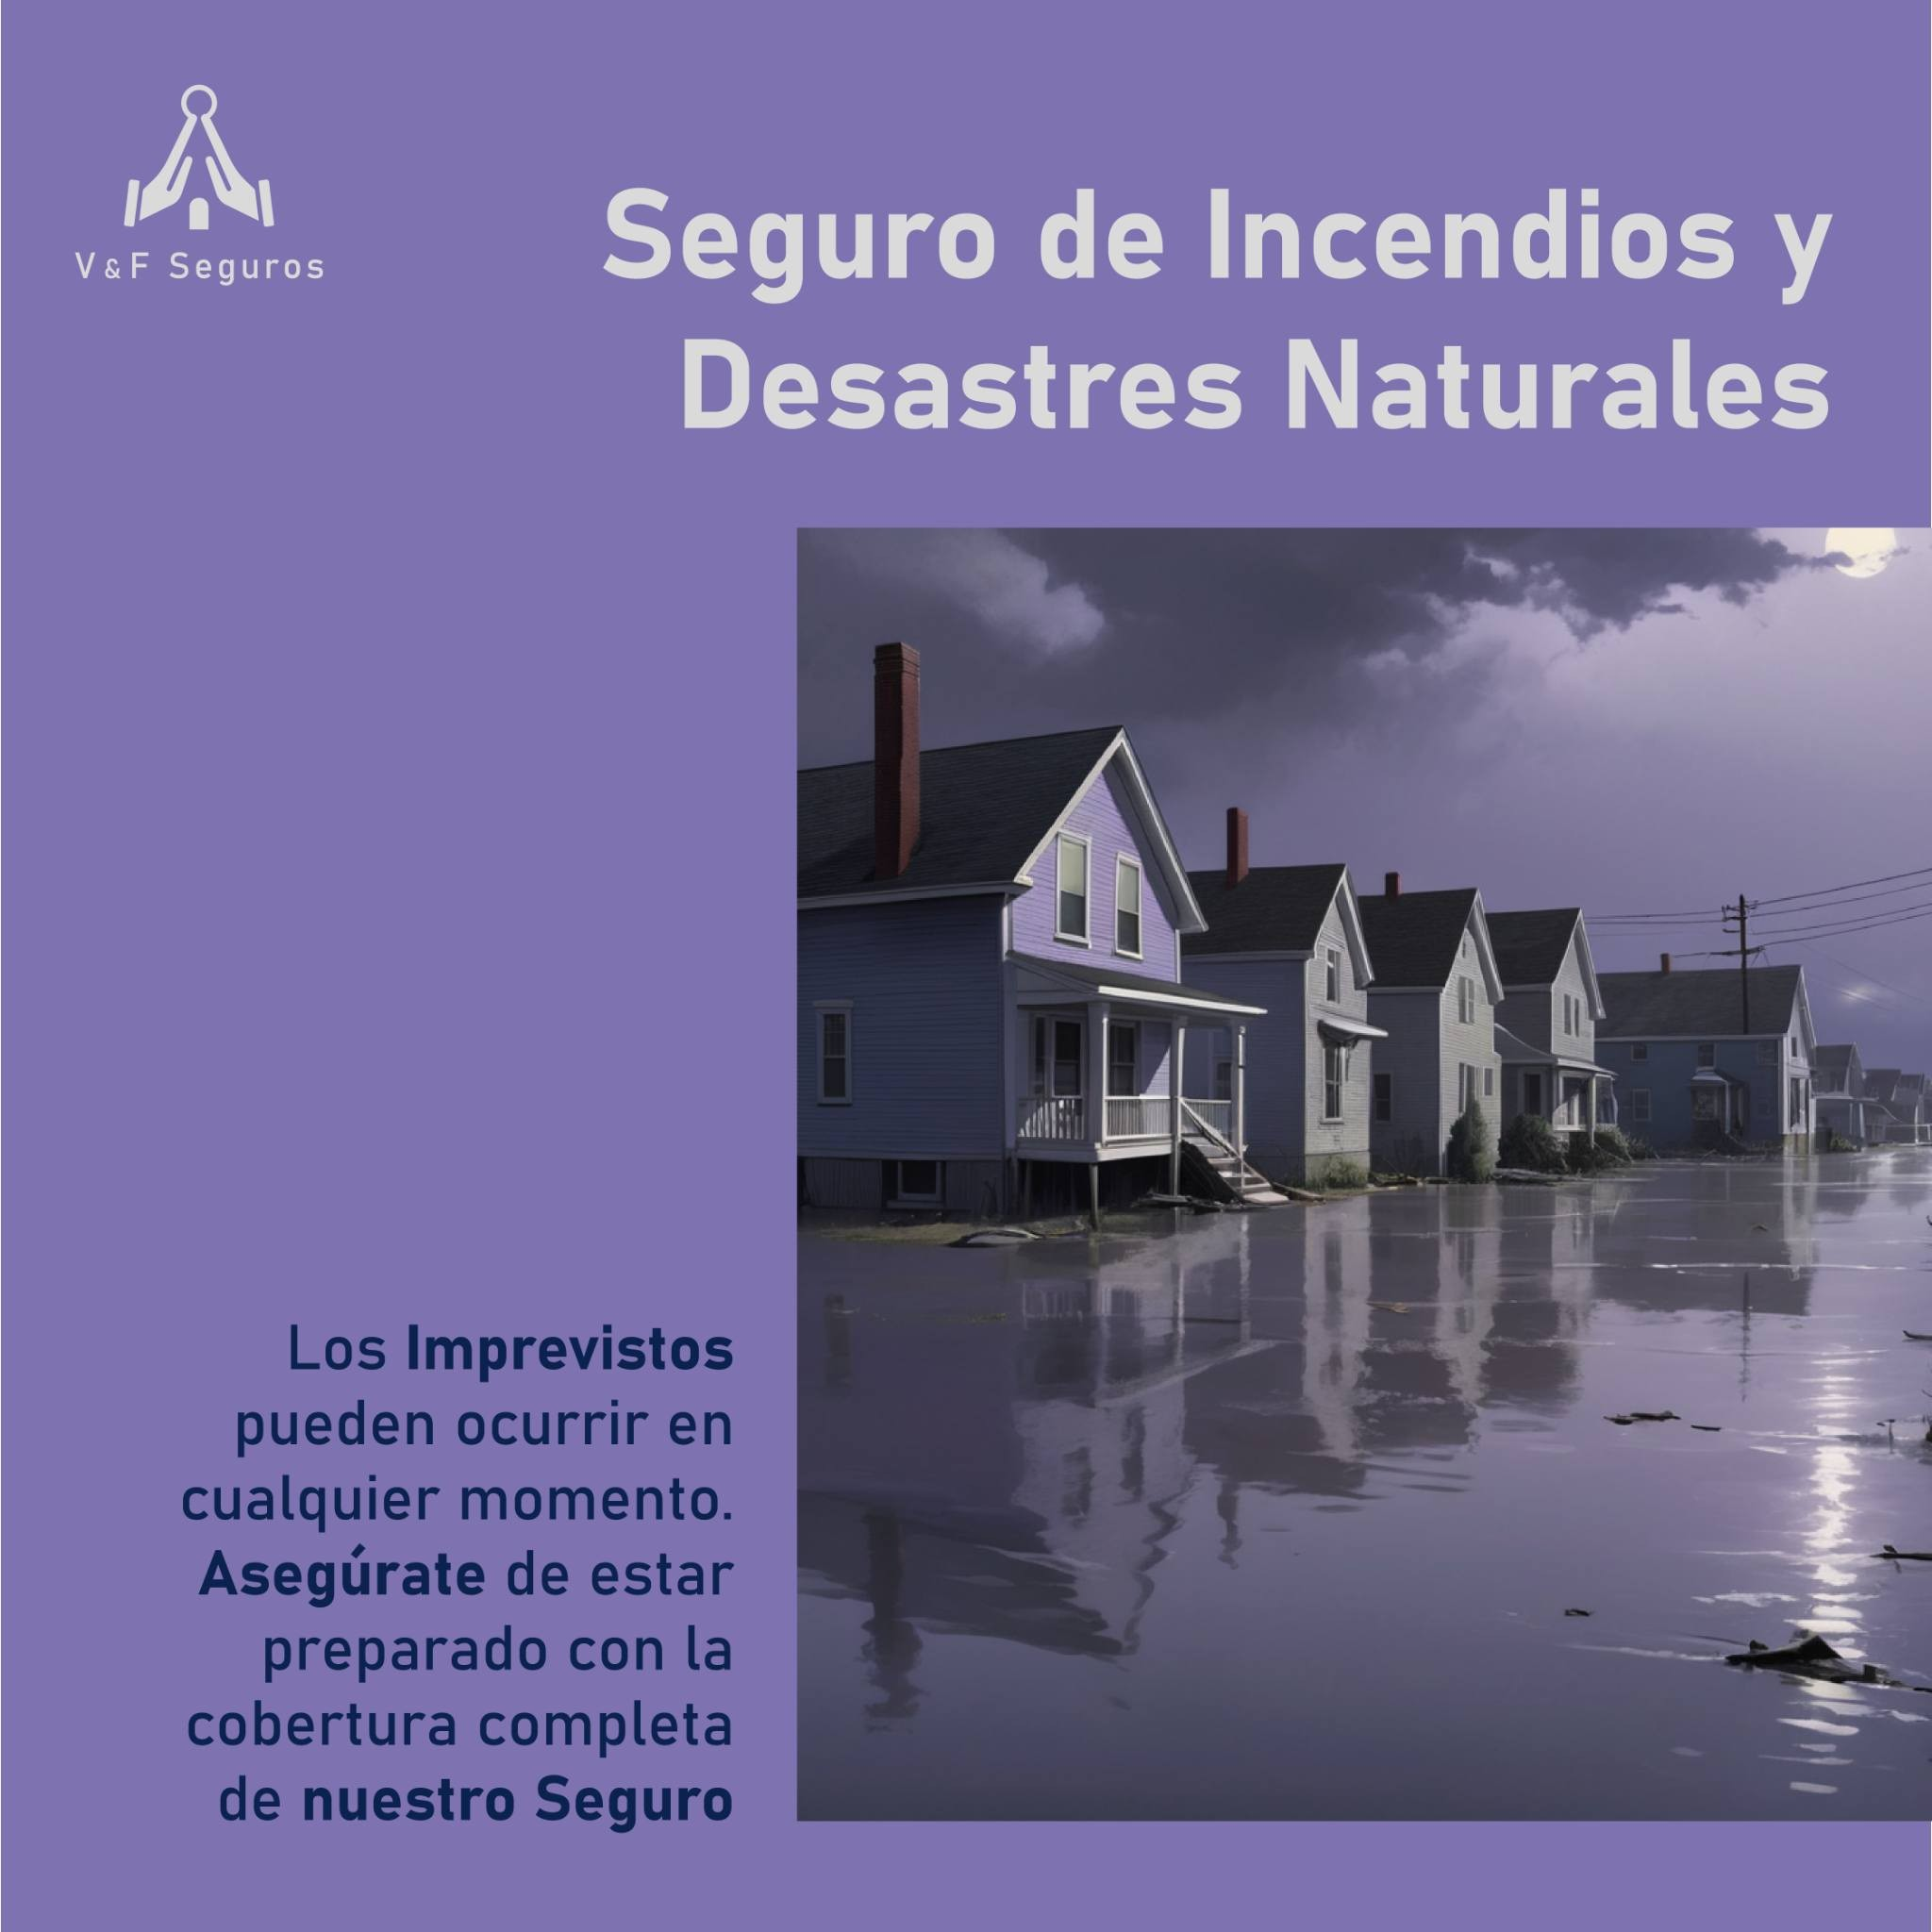 V & F Seguros
Seguro de Incendios y
Desastres Naturales
Los Imprevistos
pueden ocurrir en
cualquier momento.
Asegúrate de estar
preparado con la
cobertura completa
de nuestro Seguro